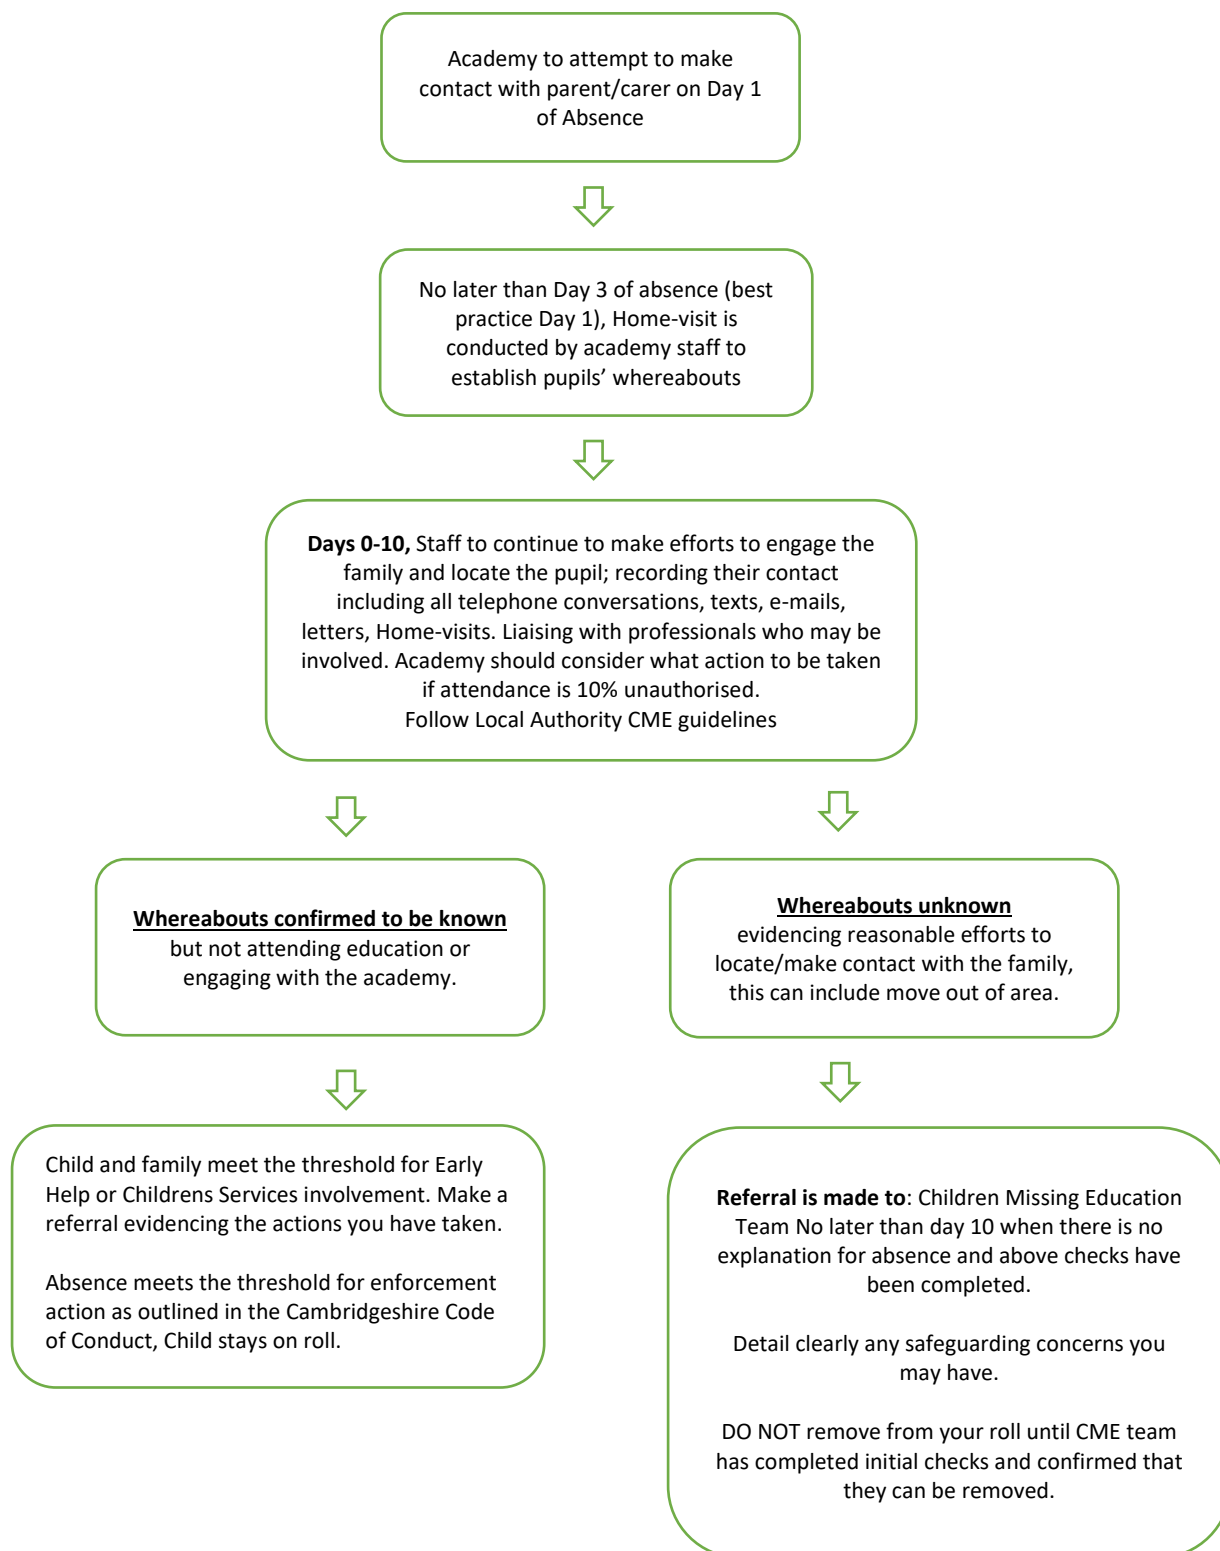 Academy to attempt to make
contact with parent/carer on Day 1
of Absence
No later than Day 3 of absence (best
practice Day 1), Home-visit is
conducted by academy staff to
establish pupils’ whereabouts
Days 0-10, Staff to continue to make efforts to engage the
family and locate the pupil; recording their contact
including all telephone conversations, texts, e-mails,
letters, Home-visits. Liaising with professionals who may be
involved. Academy should consider what action to be taken
if attendance is 10% unauthorised.
Follow Local Authority CME guidelines
Whereabouts confirmed to be known
but not attending education or
engaging with the academy.
Whereabouts unknown
evidencing reasonable efforts to
locate/make contact with the family,
this can include move out of area.
Child and family meet the threshold for Early
Help or Childrens Services involvement. Make a
referral evidencing the actions you have taken.
Absence meets the threshold for enforcement
action as outlined in the Cambridgeshire Code
of Conduct, Child stays on roll.
Referral is made to: Children Missing Education
Team No later than day 10 when there is no
explanation for absence and above checks have
been completed.
Detail clearly any safeguarding concerns you
may have.
DO NOT remove from your roll until CME team
has completed initial checks and confirmed that
they can be removed.